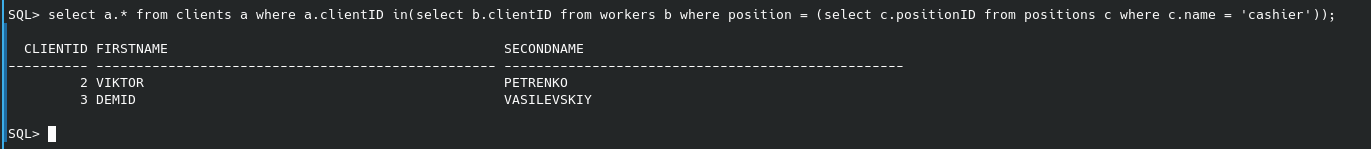 SQL> select a.* from clients a where a.clientID in(select b.clientID from workers b where position = (select c.positionID from positions c where c.name = 'cashier'));
  CLIENTID FIRSTNAME                                          SECONDNAME
---------- -------------------------------------------------- --------------------------------------------------
         2 VIKTOR                                             PETRENKO
         3 DEMID                                              VASILEVSKIY
SQL>